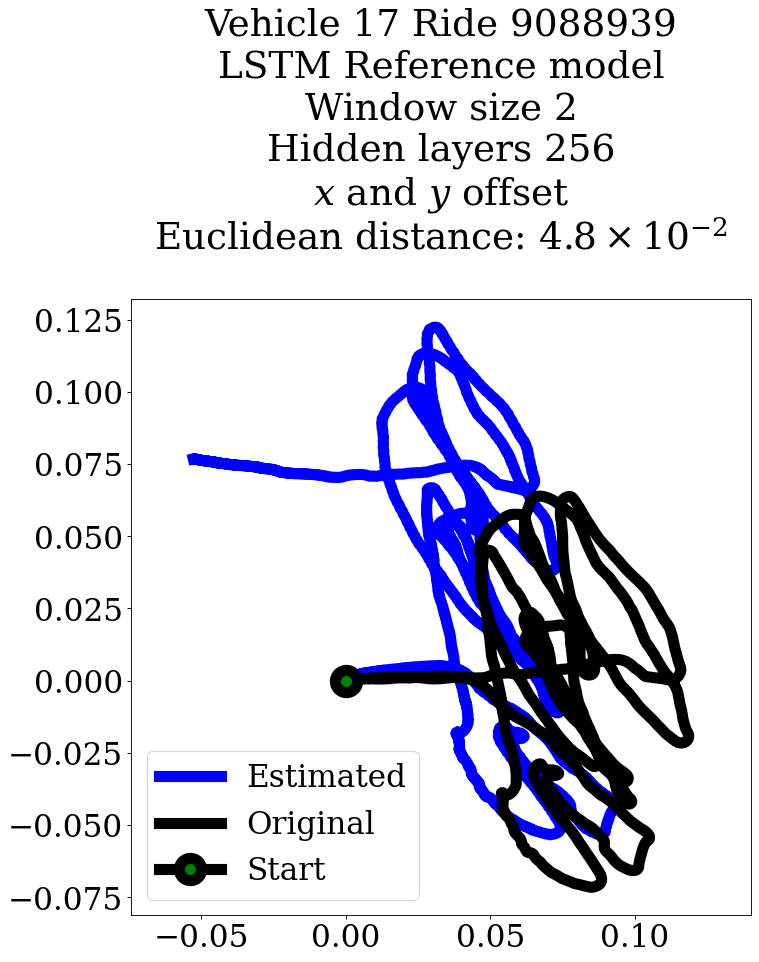 Vehicle 17 Ride 9088939
LSTM Reference model
Window size 2
Hidden layers 256
x and y offset
Euclidean distance: 4.8 × 10⁻²
0.125
0.100
0.075
0.050
0.025
0.000
−0.025
−0.050
−0.075
Estimated
Original
Start
−0.05 0.00 0.05 0.10